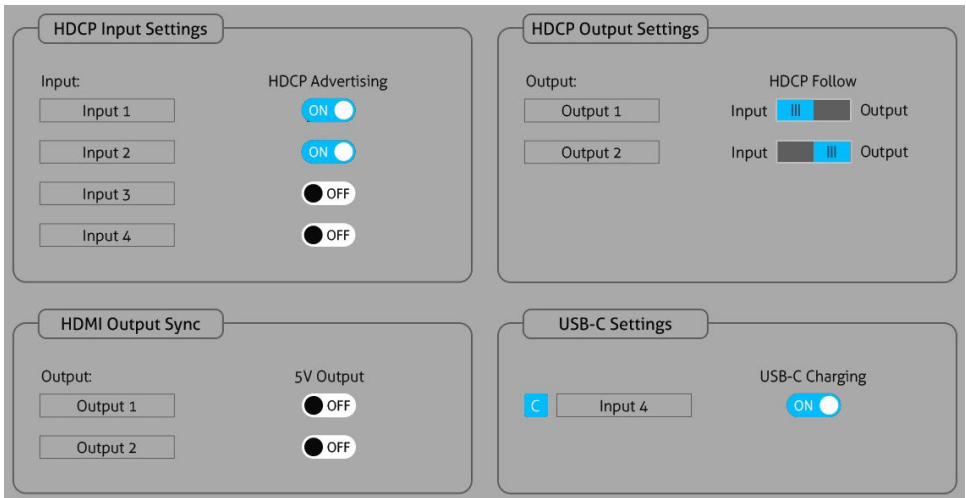 HDCP Input Settings
Input: HDCP Advertising
Input 1 ON
Input 2 ON
Input 3 OFF
Input 4 OFF
HDCP Output Settings
Output: HDCP Follow
Output 1 Input Output
Output 2 Input Output
HDMI Output Sync
Output: 5V Output
Output 1 OFF
Output 2 OFF
USB-C Settings
USB-C Charging
C Input 4 ON